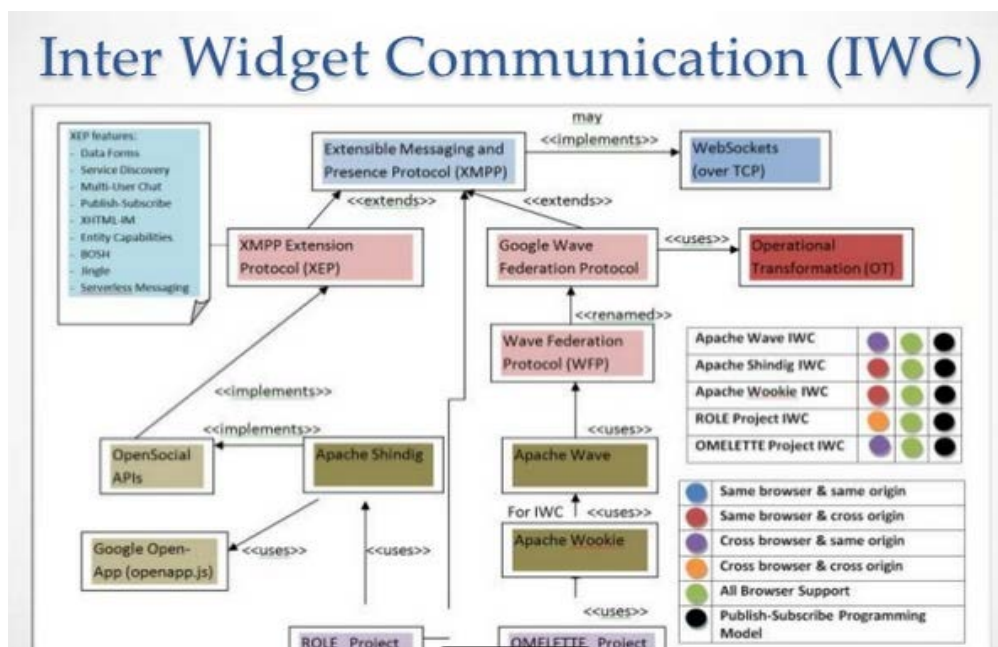 Inter Widget Communication (IWC)
XEP features:
- Data Forms
- Service Discovery
- Multi-User Chat
- Publish-Subscribe
- XHTML-IM
- Entity Capabilities
- BOSH
- Jingle
- Serverless Messaging
Extensible Messaging and
Presence Protocol (XMPP)
may
<<implements>>
WebSockets
(over TCP)
<<extends>>
<<extends>>
XMPP Extension
Protocol (XEP)
Google Wave
Federation Protocol
<<uses>>
Operational
Transformation (OT)
<<renamed>>
Wave Federation
Protocol (WFP)
Apache Wave IWC
Apache Shindig IWC
Apache Wookie IWC
ROLE Project IWC
OMELETTE Project IWC
<<implements>>
<<implements>>
<<uses>>
OpenSocial
APIs
Apache Shindig
Apache Wave
For IWC
<<uses>>
Google Open-
App (openapp.js)
<<uses>>
<<uses>>
Apache Wookie
<<uses>>
Same browser & same origin
Same browser & cross origin
Cross browser & same origin
Cross browser & cross origin
All Browser Support
Publish-Subscribe Programming
Model
ROLE Project
OMELETTE Project